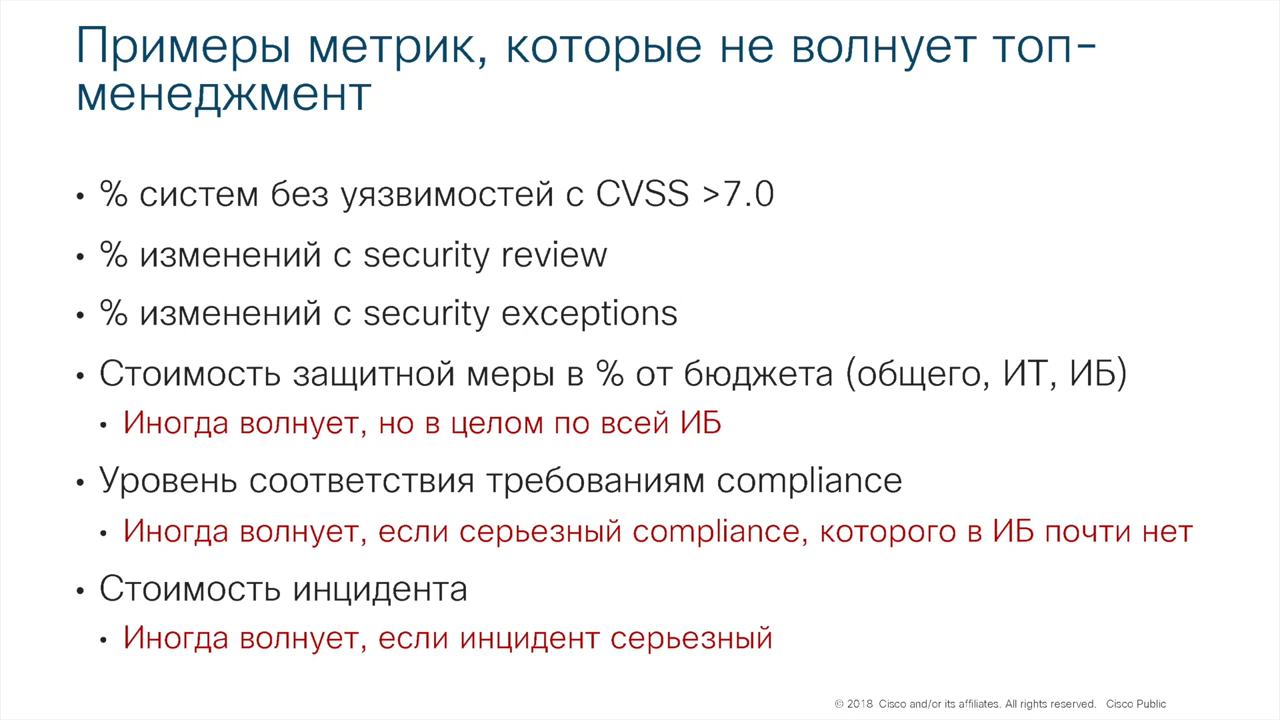 Примеры метрик, которые не волнует топ-
менеджмент
• % систем без уязвимостей с CVSS >7.0
• % изменений с security review
• % изменений с security exceptions
• Стоимость защитной меры в % от бюджета (общего, ИТ, ИБ)
• Иногда волнует, но в целом по всей ИБ
• Уровень соответствия требованиям compliance
• Иногда волнует, если серьезный compliance, которого в ИБ почти нет
• Стоимость инцидента
• Иногда волнует, если инцидент серьезный
© 2018 Cisco and/or its affiliates. All rights reserved. Cisco Public